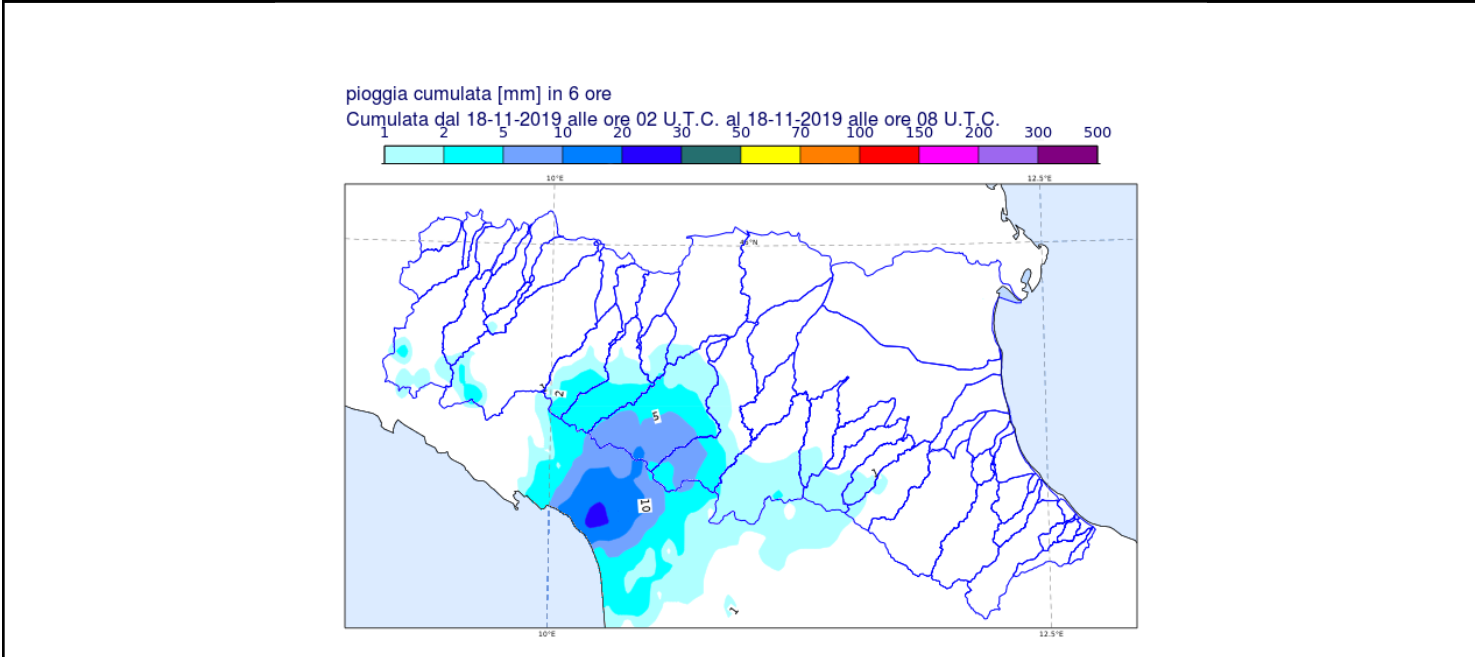 pioggia cumulata [mm] in 6 ore
Cumulata dal 18-11-2019 alle ore 02 U.T.C. al 18-11-2019 alle ore 08 U.T.C.
1 2 5 10 20 30 50 70 100 150 200 300 500
10°E 12.5°E
45°N
1
2
5
1
10
1
10°E 12.5°E